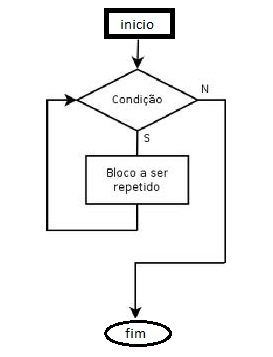 inicio
Condição
N
S
Bloco a ser
repetido
fim